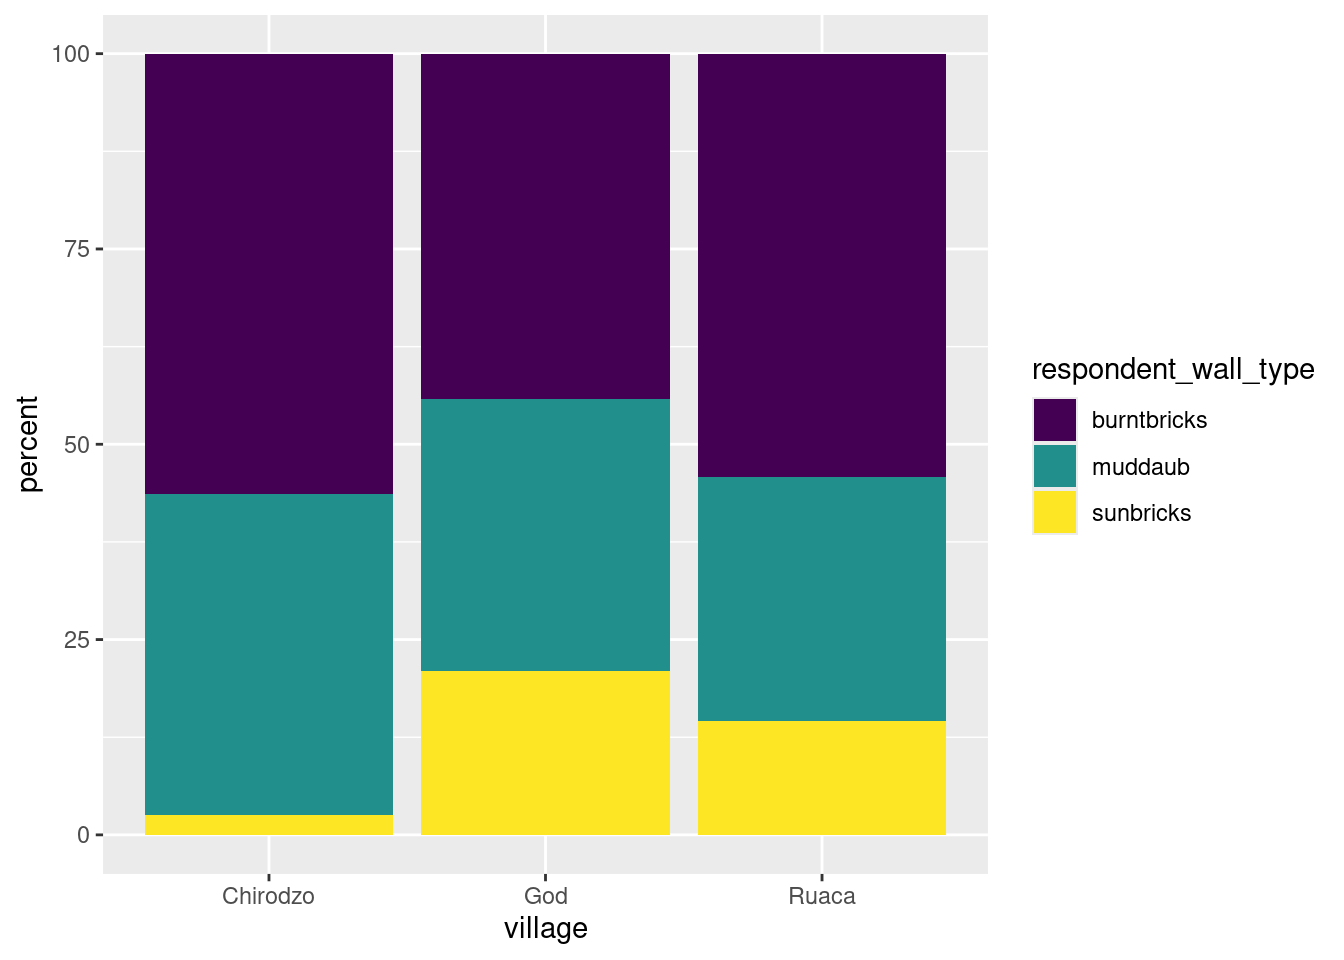 100
75
50
25
0
percent
Chirodzo God Ruaca
village
respondent_wall_type
burntbricks
muddaub
sunbricks